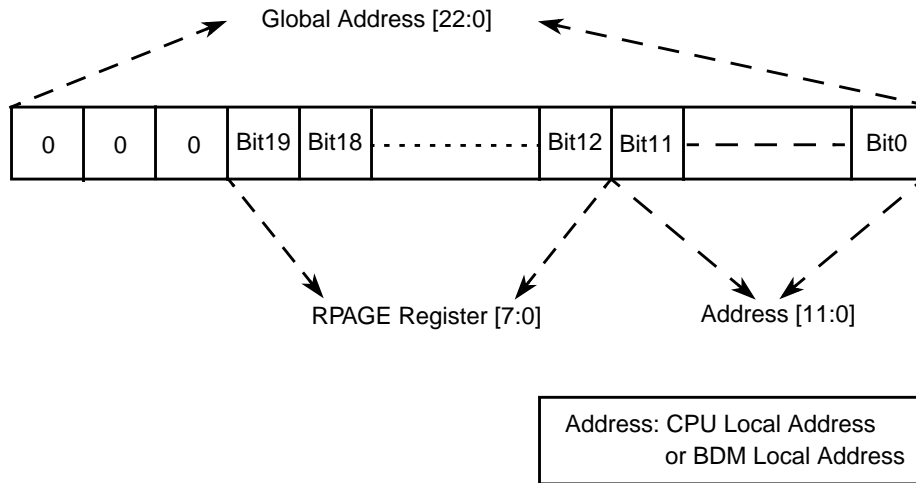 Global Address [22:0]
0 0 0 Bit19 Bit18 Bit12 Bit11 Bit0
RPAGE Register [7:0] Address [11:0]
Address: CPU Local Address
or BDM Local Address